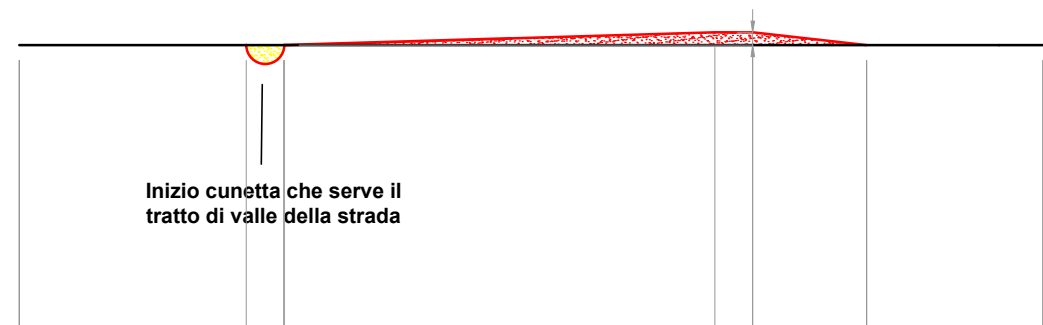 Inizio cunetta che serve il
tratto di valle della strada